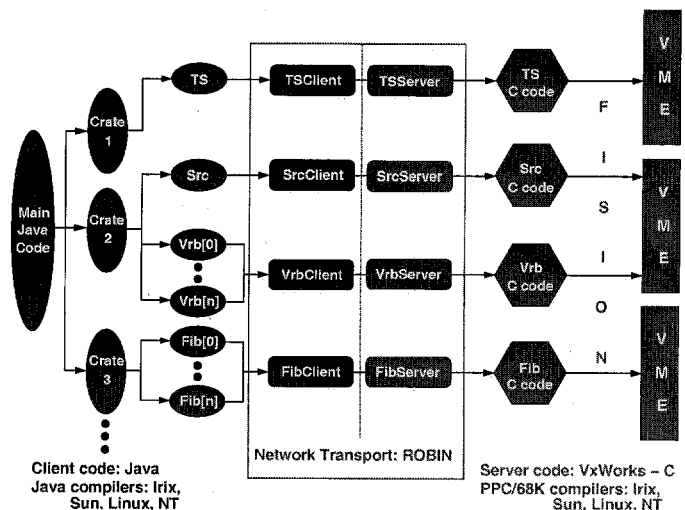 Main
Java
Code
Crate
1
Crate
2
Crate
3
TS
Src
Vrb[0]
Vrb[n]
Fib[0]
Fib[n]
TSClient
TSServer
SrcClient
SrcServer
VrbClient
VrbServer
FibClient
FibServer
Network Transport: ROBIN
TS
C code
Src
C code
Vrb
C code
Fib
C code
F
I
S
I
O
N
V
M
E
V
M
E
V
M
E
Client code: Java
Java compilers: Irix,
Sun, Linux, NT
Server code: VxWorks – C
PPC/68K compilers: Irix,
Sun, Linux, NT